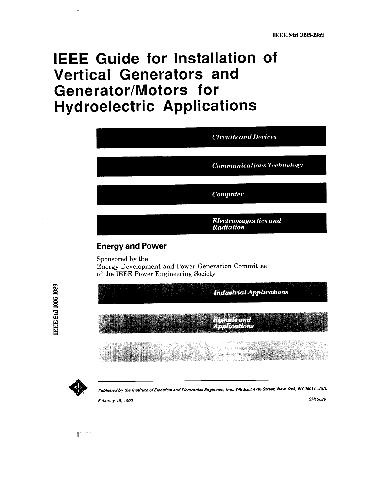 IEEE Std 1095-1989
IEEE Guide for Installation of
Vertical Generators and
Generator/Motors for
Hydroelectric Applications
Circuits and Devices
Communications Technology
Computer
Electromagnetics and
Radiation
Energy and Power
Sponsored by the
Energy Development and Power Generation Committee
of the IEEE Power Engineering Society
Industrial Applications
Signals and
Applications
IEEE Std 1095-1989
Published by the Institute of Electrical and Electronics Engineers, Inc., 345 East 47th Street, New York, NY 10017, USA.